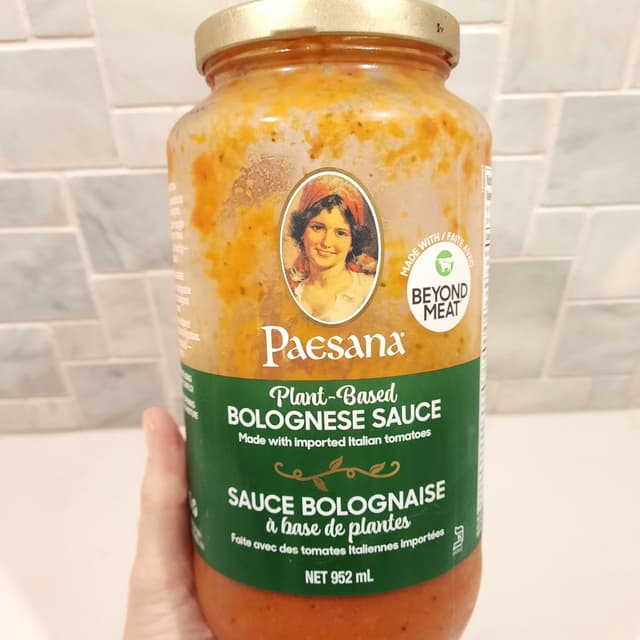 MADE WITH / FAITE AVEC
BEYOND
MEAT
PAESANA
Plant-Based
BOLOGNESE SAUCE
Made with imported Italian tomatoes
SAUCE BOLOGNAISE
à base de plantes
Faite avec des tomates Italiennes importées
NET 952 mL